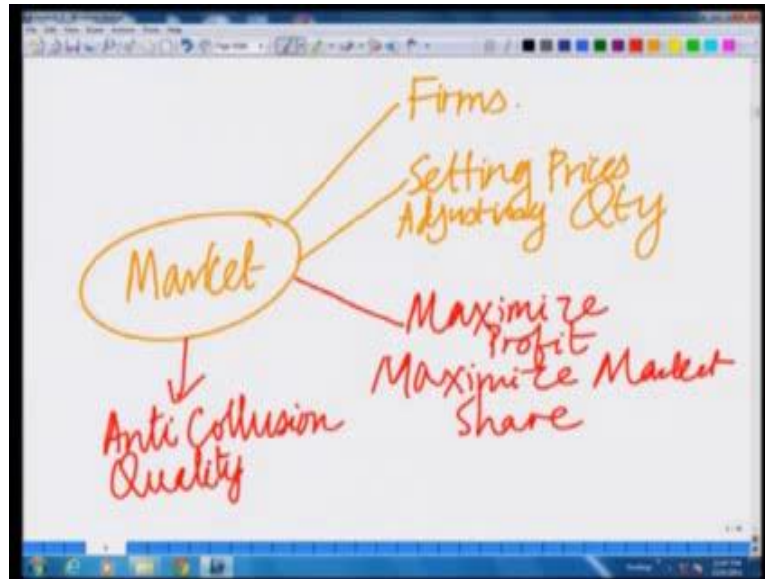 Firms.
Setting Prices
Adjusting Qty
Market
Maximize
Profit
Maximize Market
Share
Anti Collusion
Quality